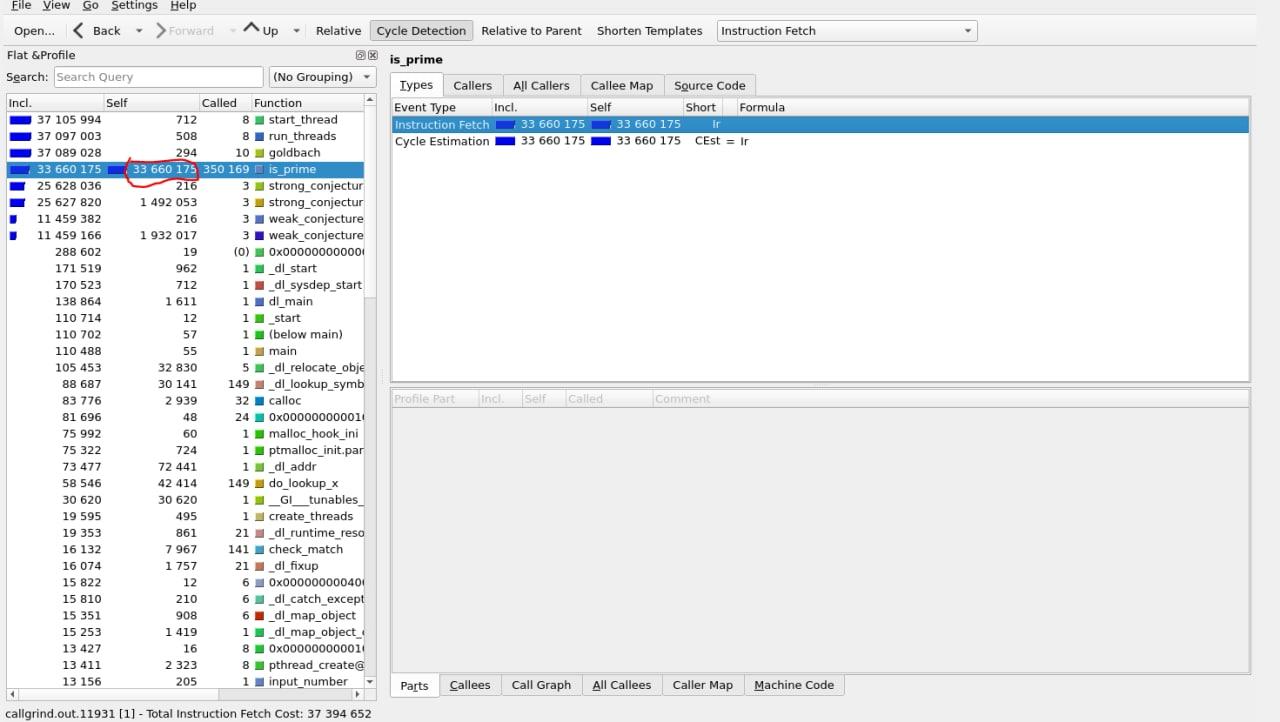 File View Go Settings Help
Open... Back Forward Up Relative Cycle Detection Relative to Parent Shorten Templates Instruction Fetch
Flat &Profile
Search: Search Query (No Grouping)
Incl. Self Called Function
37 105 994 712 8 start_thread
37 097 003 508 8 run_threads
37 089 028 294 10 goldbach
33 660 175 33 660 175 350 169 is_prime
25 628 036 216 3 strong_conjectur
25 627 820 1 492 053 3 strong_conjectur
11 459 382 216 3 weak_conjecture
11 459 166 1 932 017 3 weak_conjecture
288 602 19 (0) 0x000000000000
171 519 962 1 _dl_start
170 523 712 1 _dl_sysdep_start
138 864 1 611 1 dl_main
110 714 12 1 _start
110 702 57 1 (below main)
110 488 55 1 main
105 453 32 830 5 _dl_relocate_obje
88 687 30 141 149 _dl_lookup_symb
83 776 2 939 32 calloc
81 696 48 24 0x000000000010
75 992 60 1 malloc_hook_ini
75 322 724 1 ptmalloc_init.par
73 477 72 441 1 _dl_addr
58 546 42 414 149 do_lookup_x
30 620 30 620 1 __GI___tunables_
19 595 495 1 create_threads
19 353 861 21 _dl_runtime_reso
16 132 7 967 141 check_match
16 074 1 757 21 _dl_fixup
15 822 12 6 0x000000000400
15 810 210 6 _dl_catch_except
15 351 908 6 _dl_map_object
15 253 1 419 1 _dl_map_object_
13 427 16 8 0x000000000010
13 411 2 323 8 pthread_create@
13 156 205 1 input_number
is_prime
Types Callers All Callers Callee Map Source Code
Event Type Incl. Self Short Formula
Instruction Fetch 33 660 175 33 660 175 Ir
Cycle Estimation 33 660 175 33 660 175 CEst = Ir
Profile Part Incl. Self Called Comment
Parts Callees Call Graph All Callees Caller Map Machine Code
callgrind.out.11931 [1] - Total Instruction Fetch Cost: 37 394 652